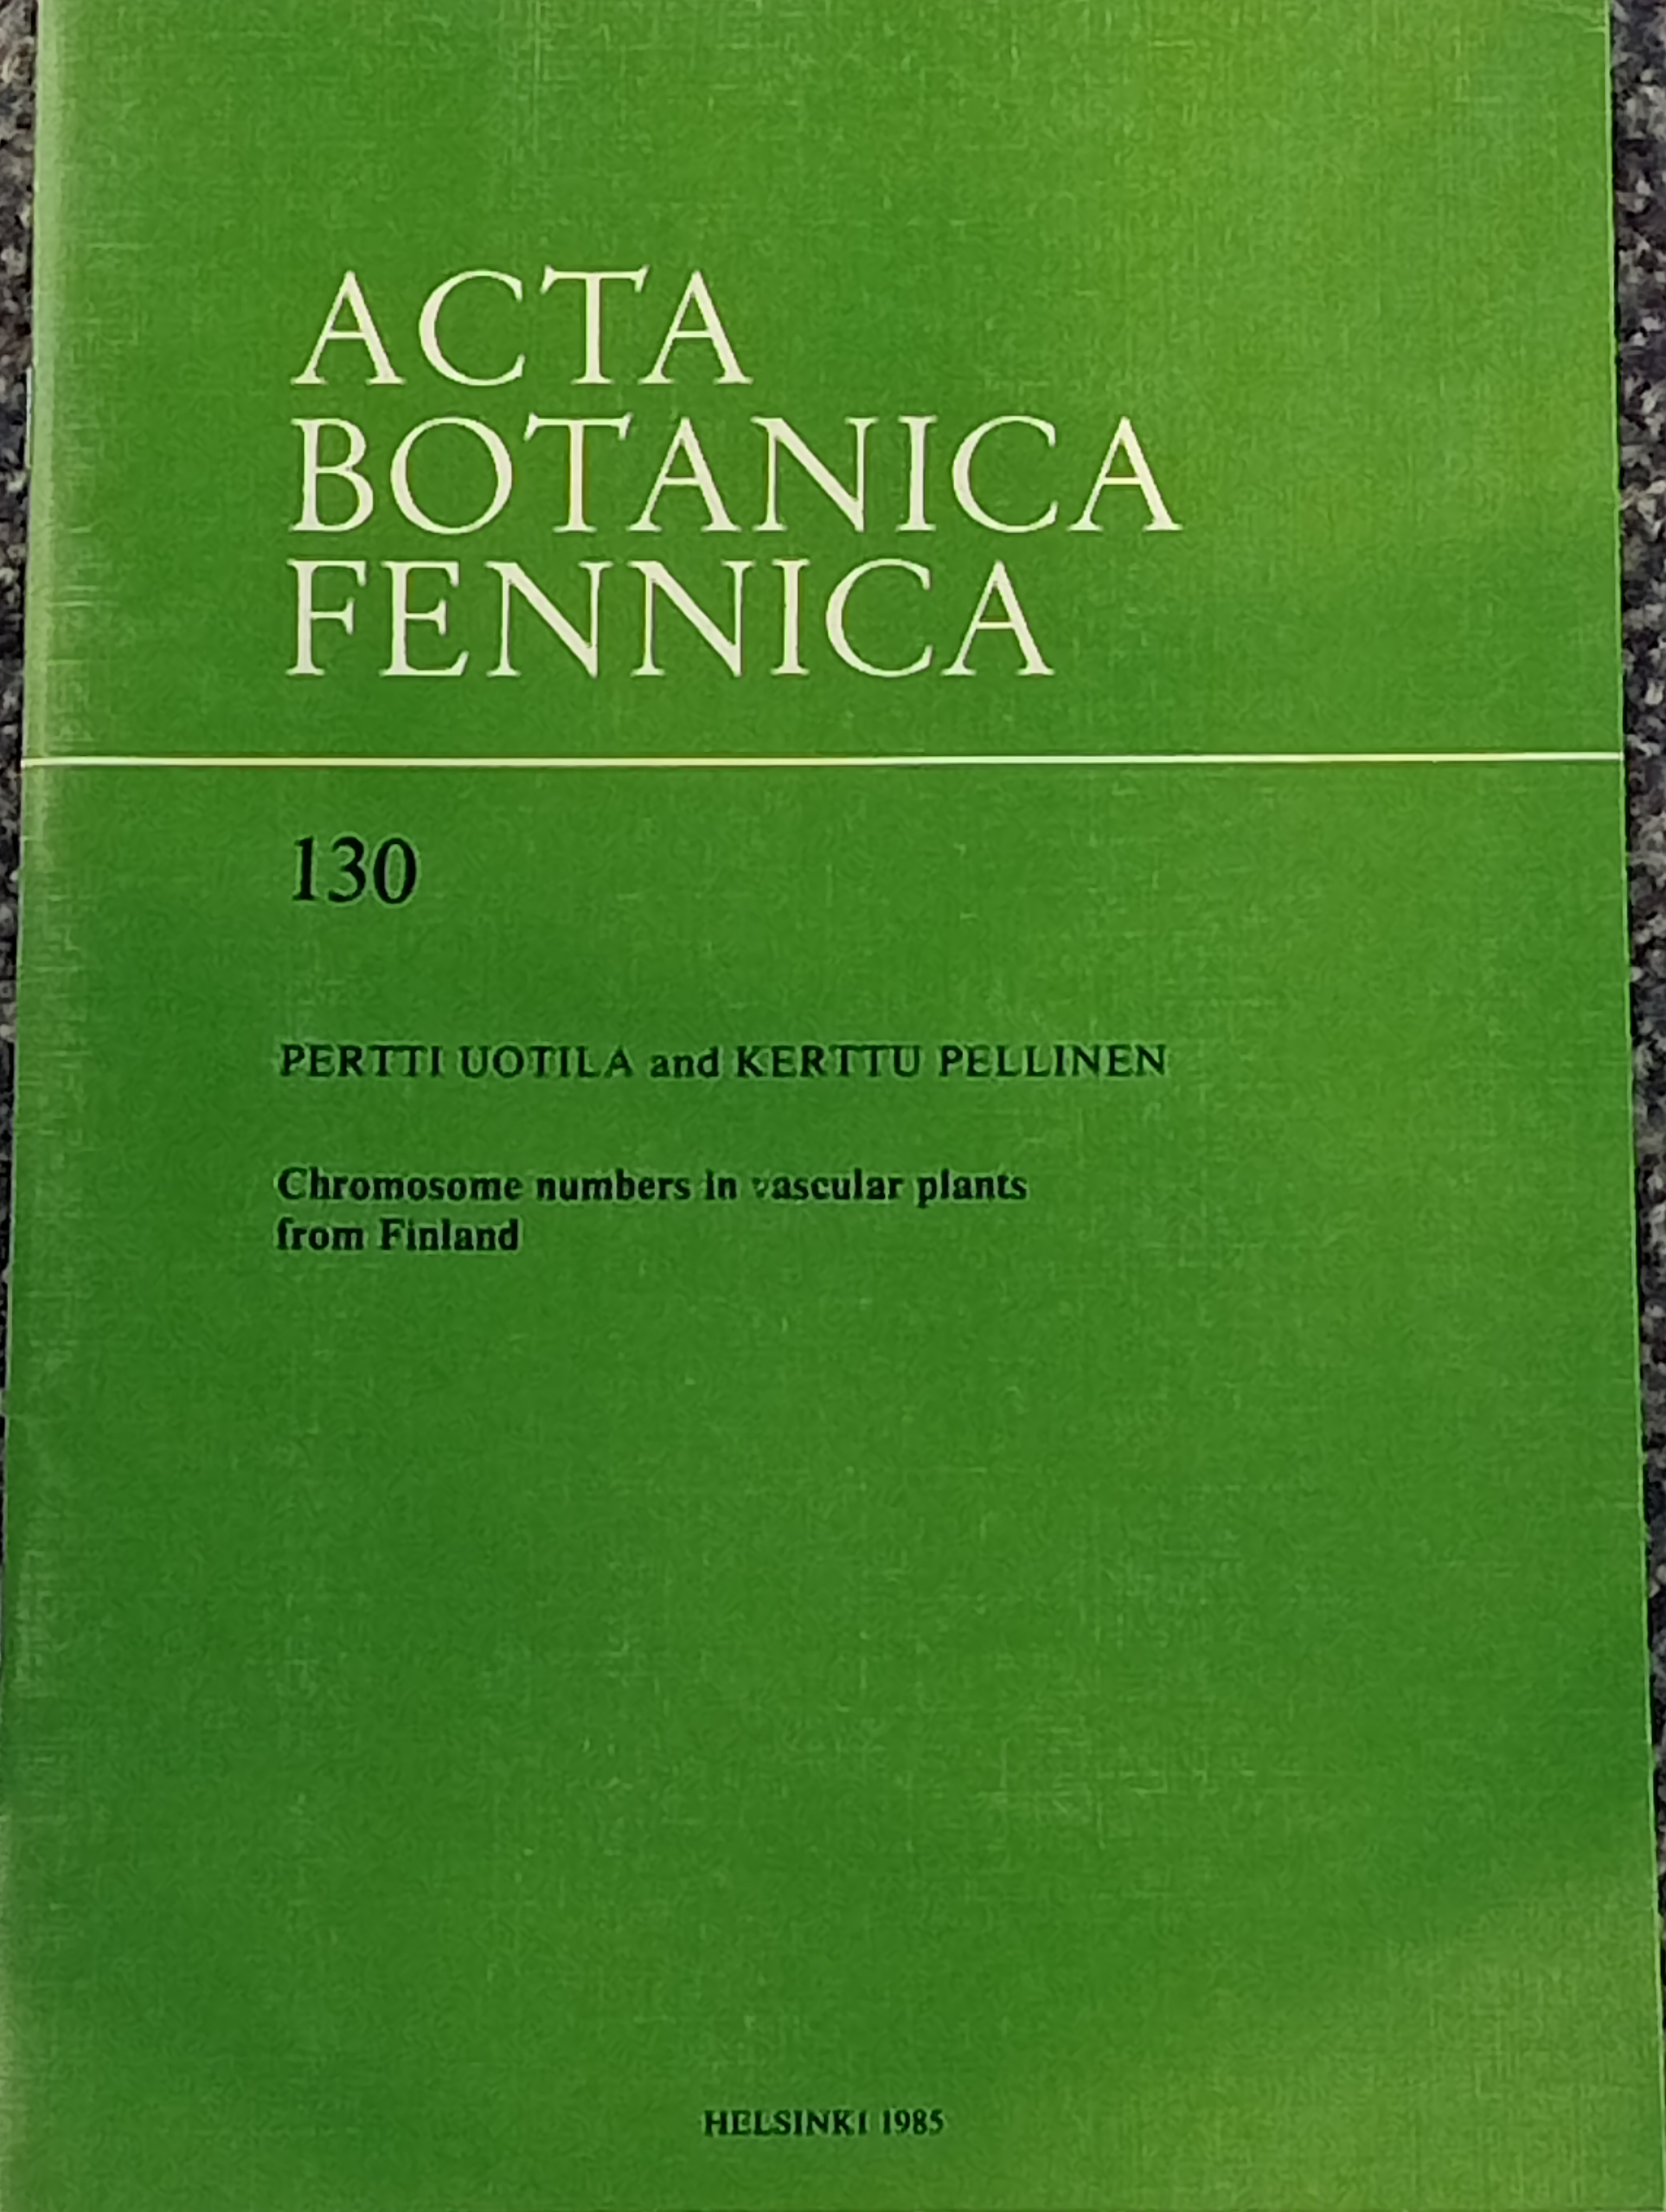 ACTA
BOTANICA
FENNICA
130
PERTTI UOTILA and KERTTU PELLINEN
Chromosome numbers in vascular plants
from Finland
HELSINKI 1985